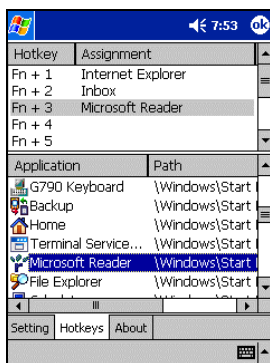 7:53 ok
Hotkey Assignment
Fn + 1 Internet Explorer
Fn + 2 Inbox
Fn + 3 Microsoft Reader
Fn + 4
Fn + 5
Application Path
G790 Keyboard \Windows\Start
Backup \Windows\Start
Home \Windows\Start
Terminal Service... \Windows\Start
Microsoft Reader \Windows\Start
File Explorer \Windows\Start
Setting Hotkeys About